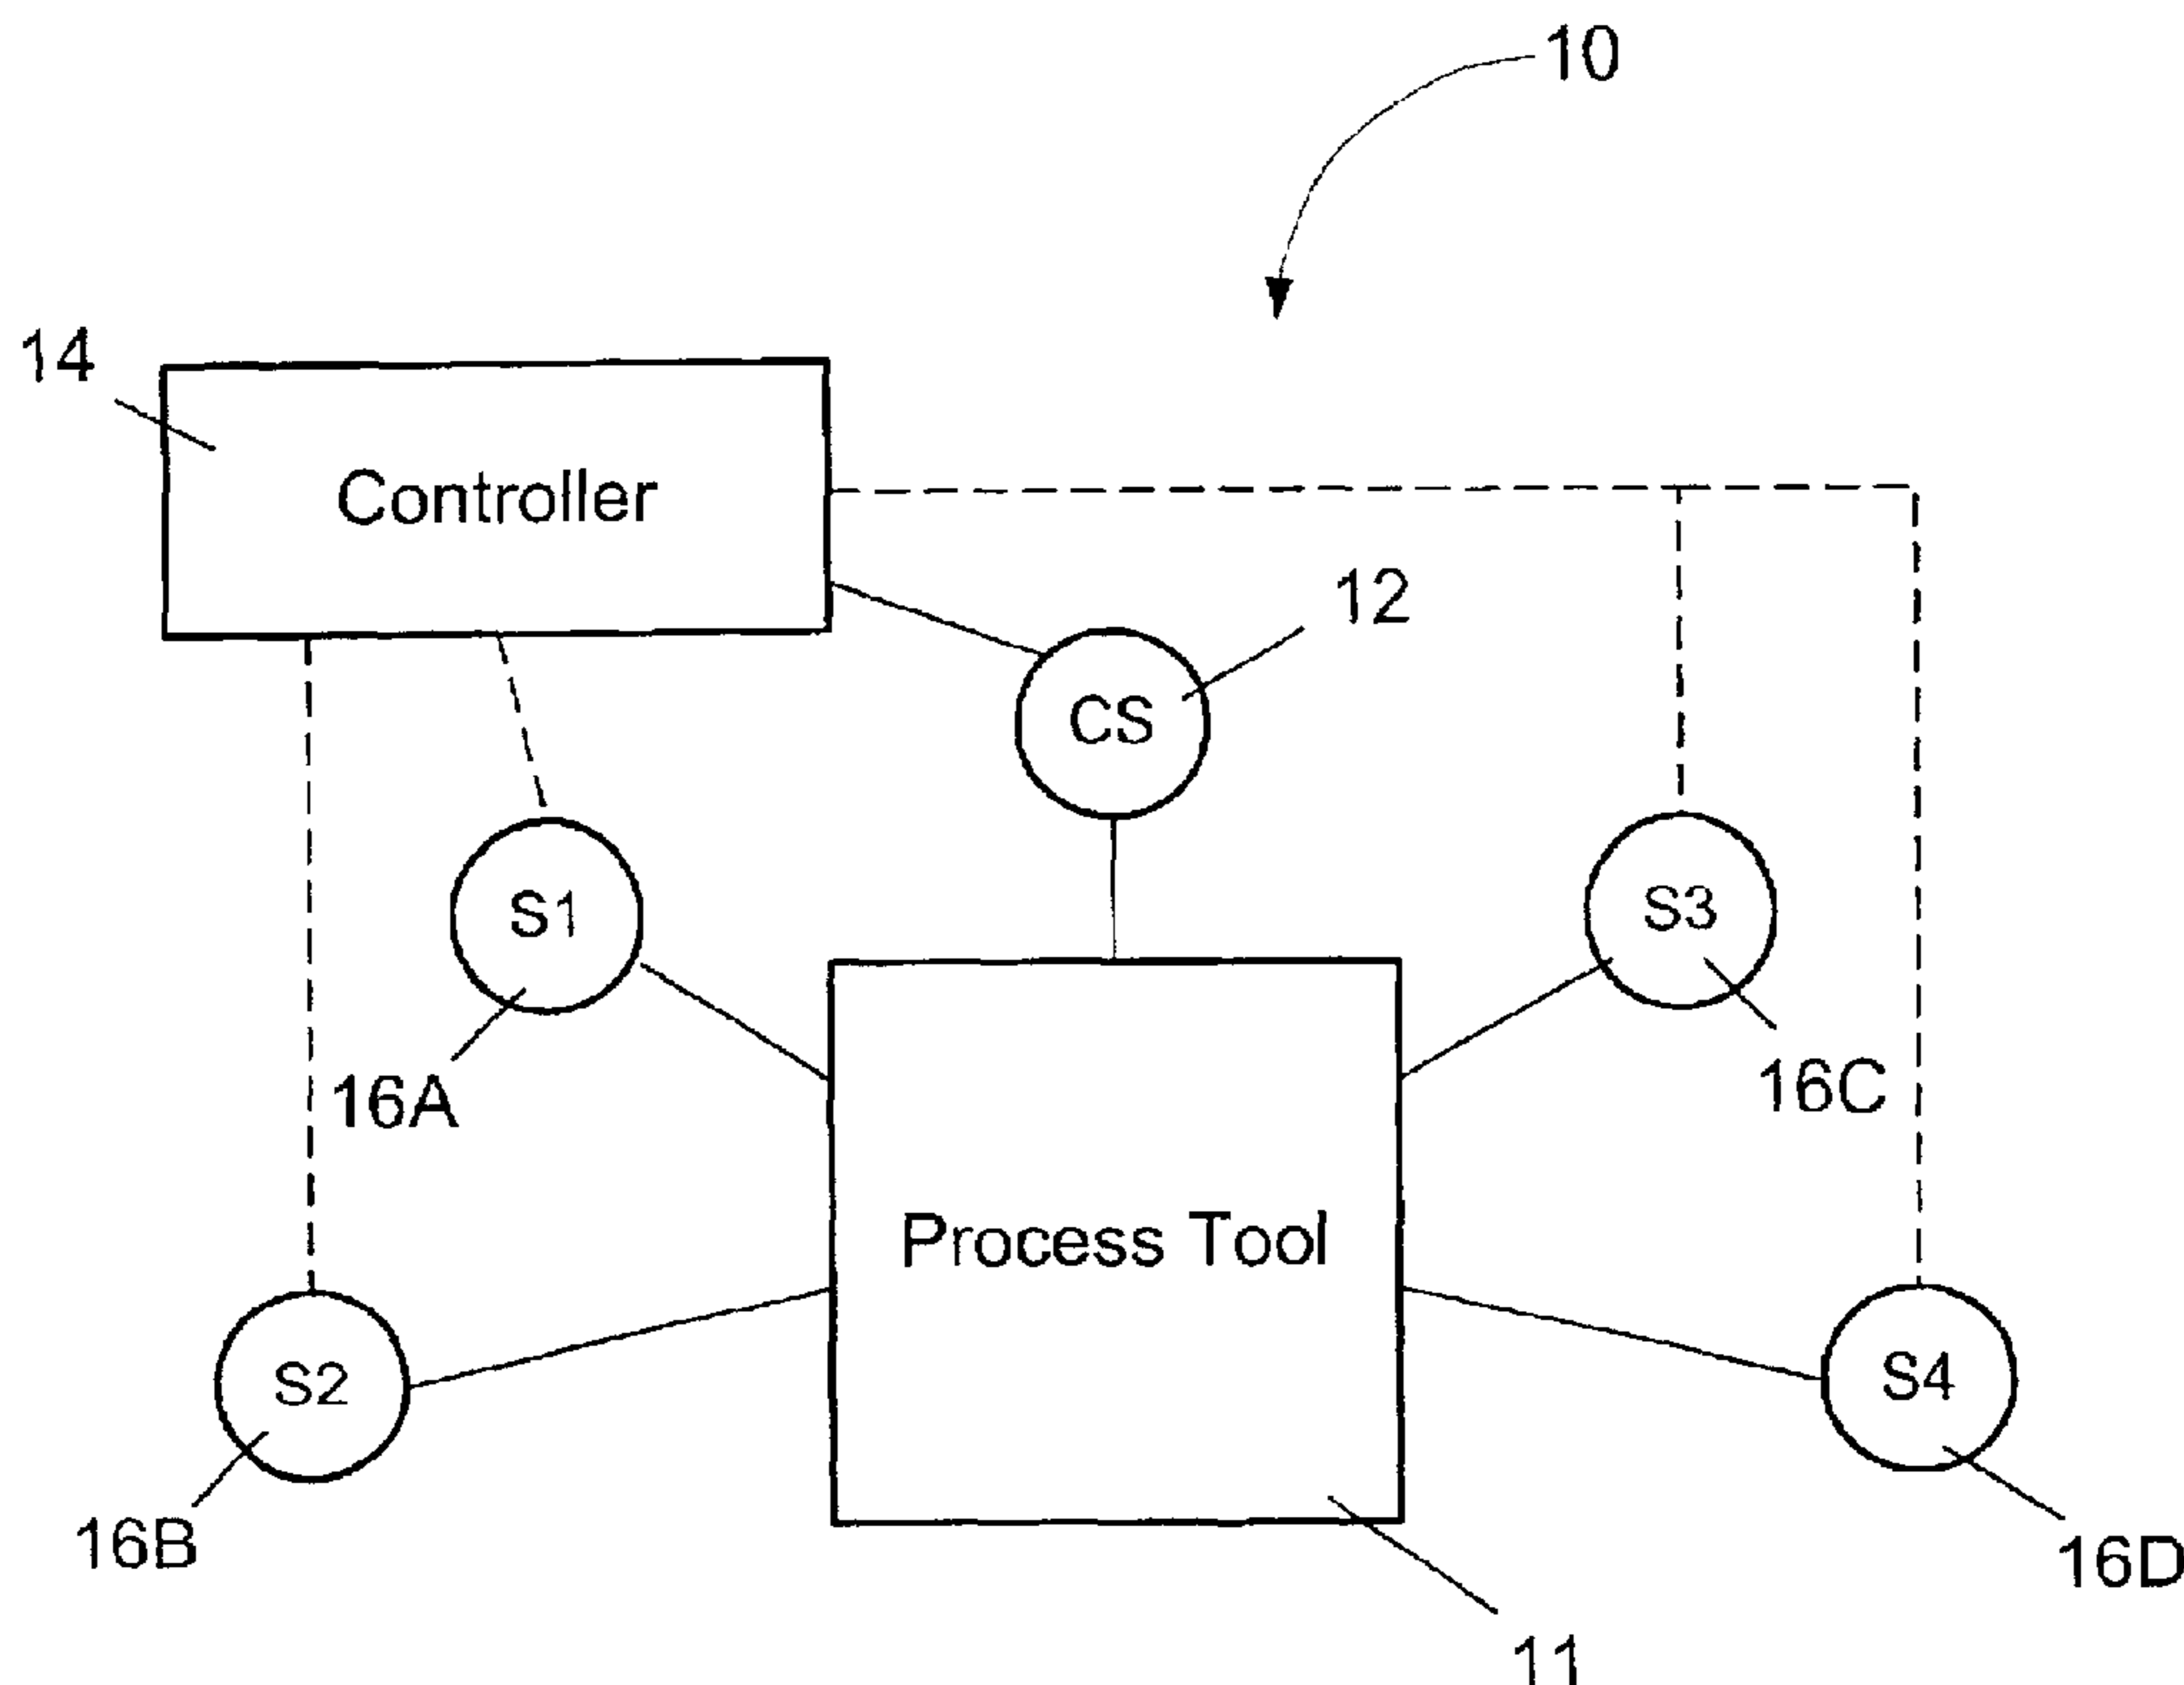 10
14
Controller
12
CS
S1
S3
16A
16C
Process Tool
S2
S4
16B
16D
11